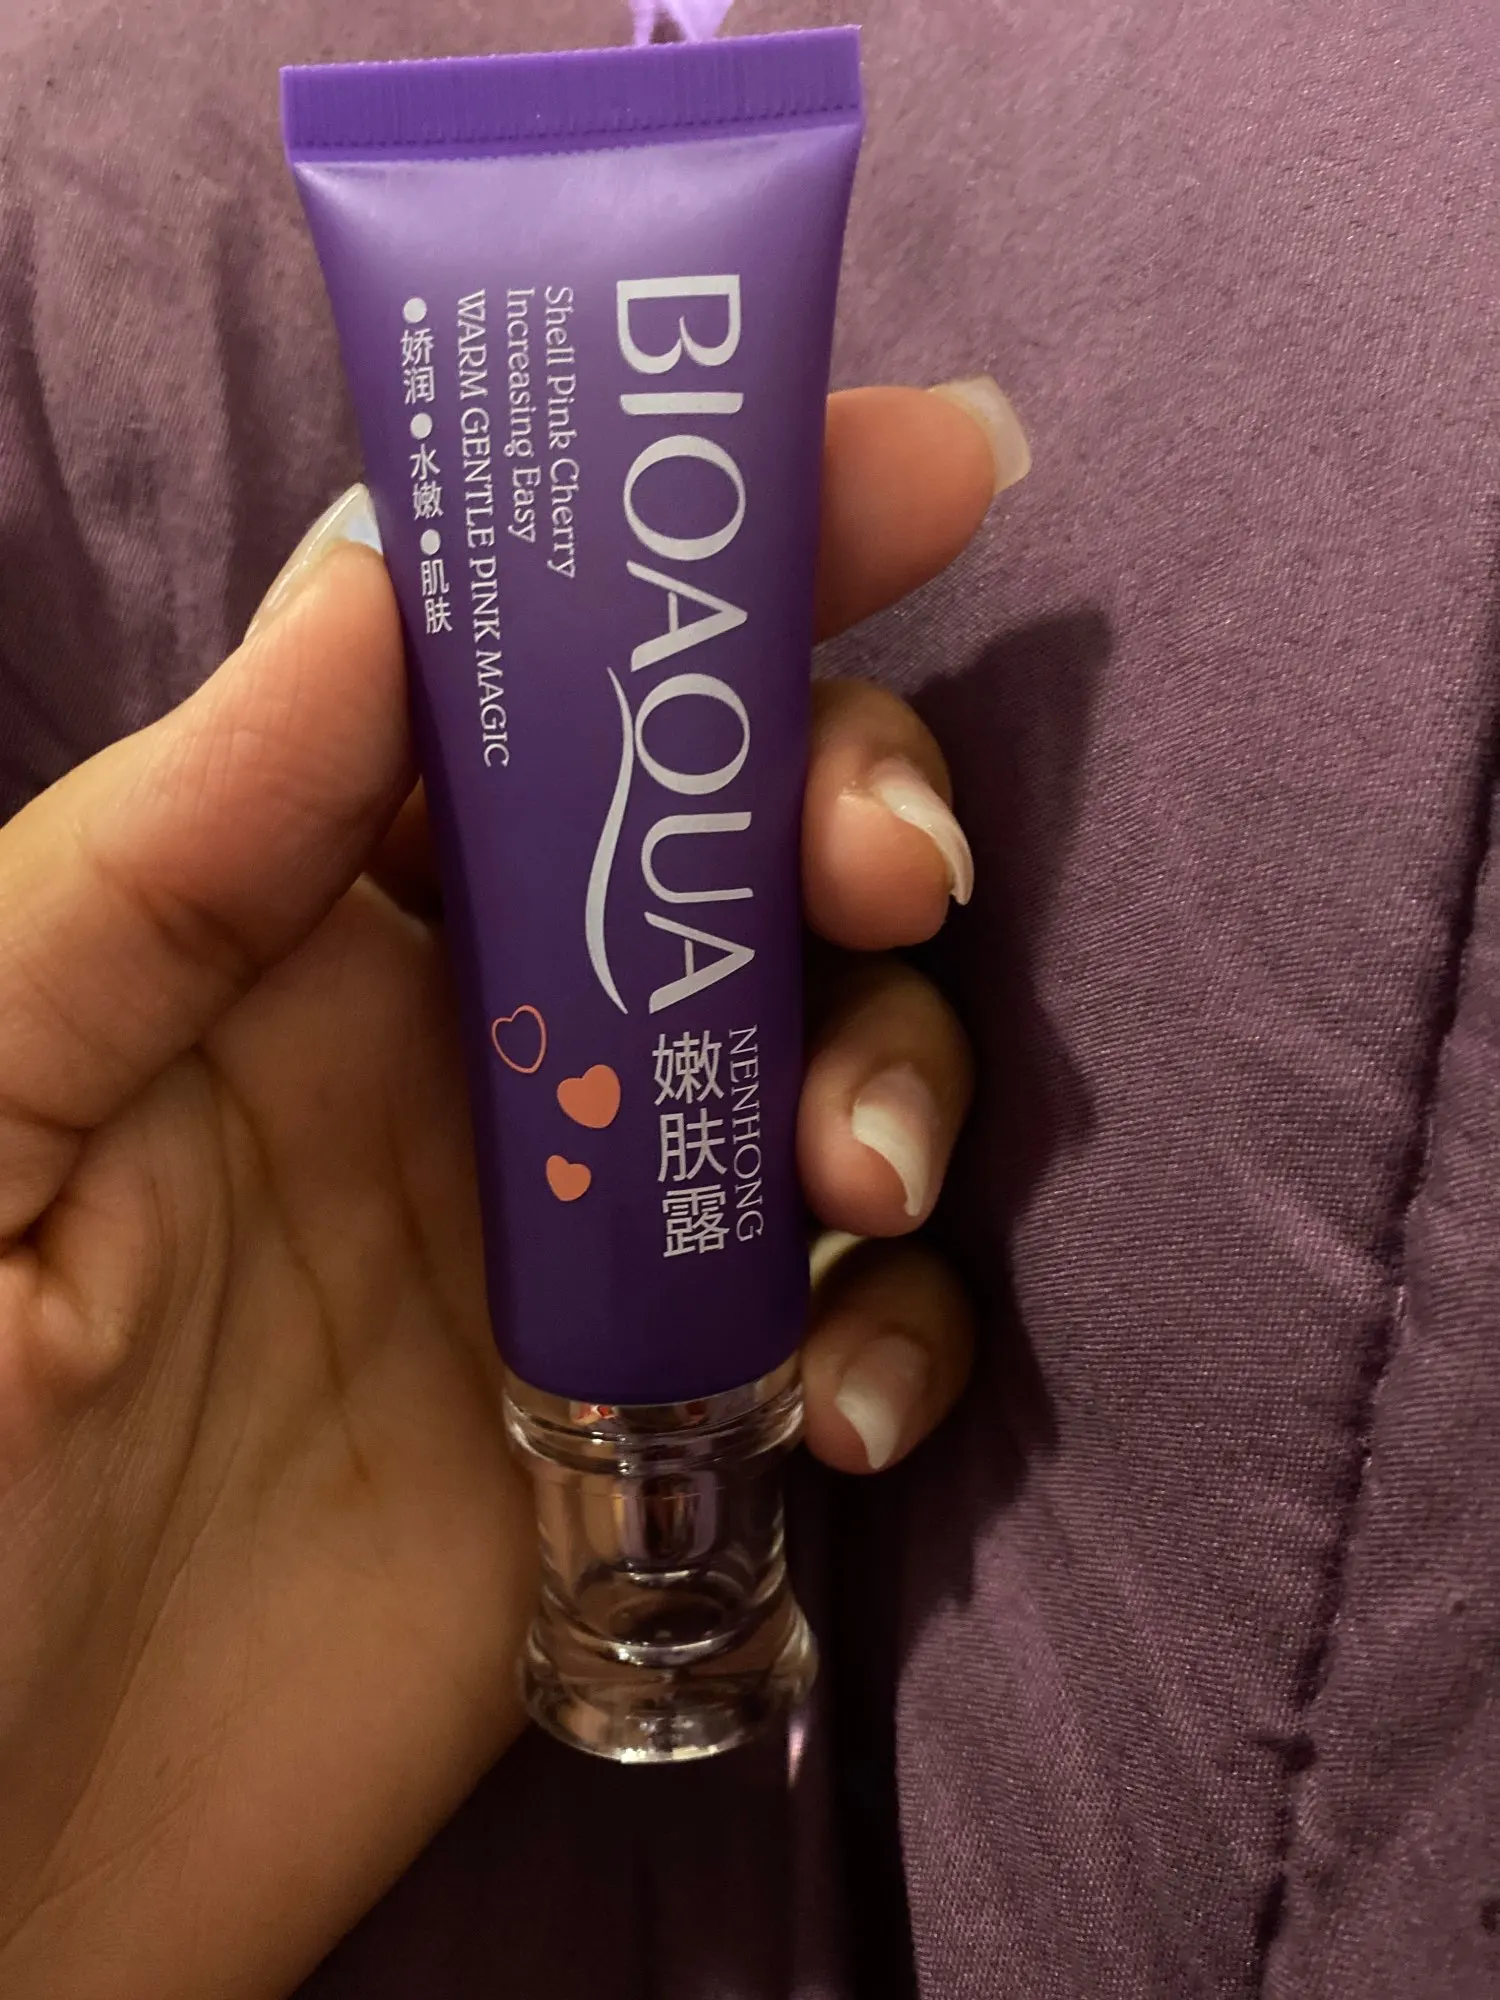 BIOAQUA
NENHONG
嫩肤露
Shell Pink Cherry
Increasing Easy
WARM GENTLE PINK MAGIC
●娇润●水嫩●肌肤